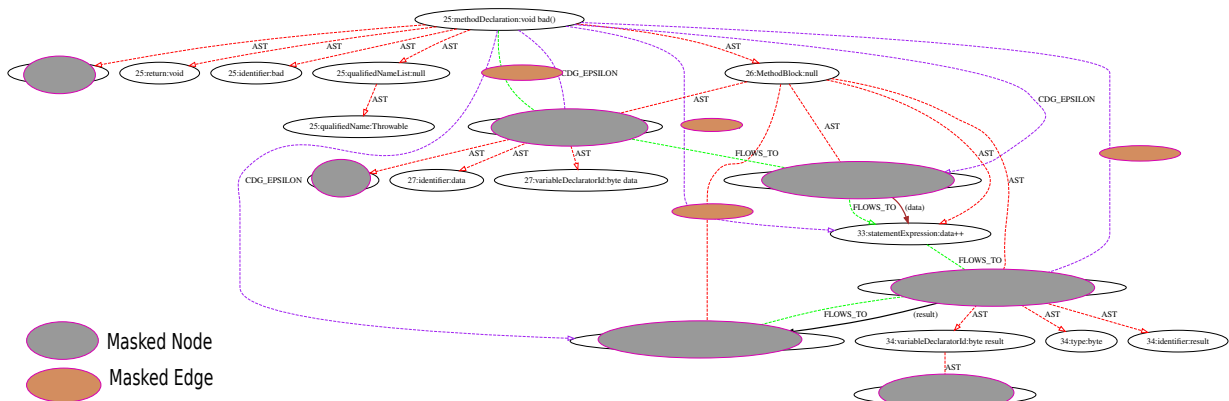 25:methodDeclaration:void bad()
AST
AST
AST
AST
AST
CDG_EPSILON
25:return:void
25:identifier:bad
25:qualifiedNameList:null
26:MethodBlock:null
CDG_EPSILON
AST
AST
25:qualifiedName:Throwable
AST
AST
AST
AST
AST
FLOWS_TO
AST
CDG_EPSILON
27:identifier:data
27:variableDeclaratorId:byte data
AST
FLOWS_TO
(data)
33:statementExpression:data++
FLOWS_TO
FLOWS_TO
(result)
AST
AST
AST
34:variableDeclaratorId:byte result
34:type:byte
34:identifier:result
AST
Masked Node
Masked Edge